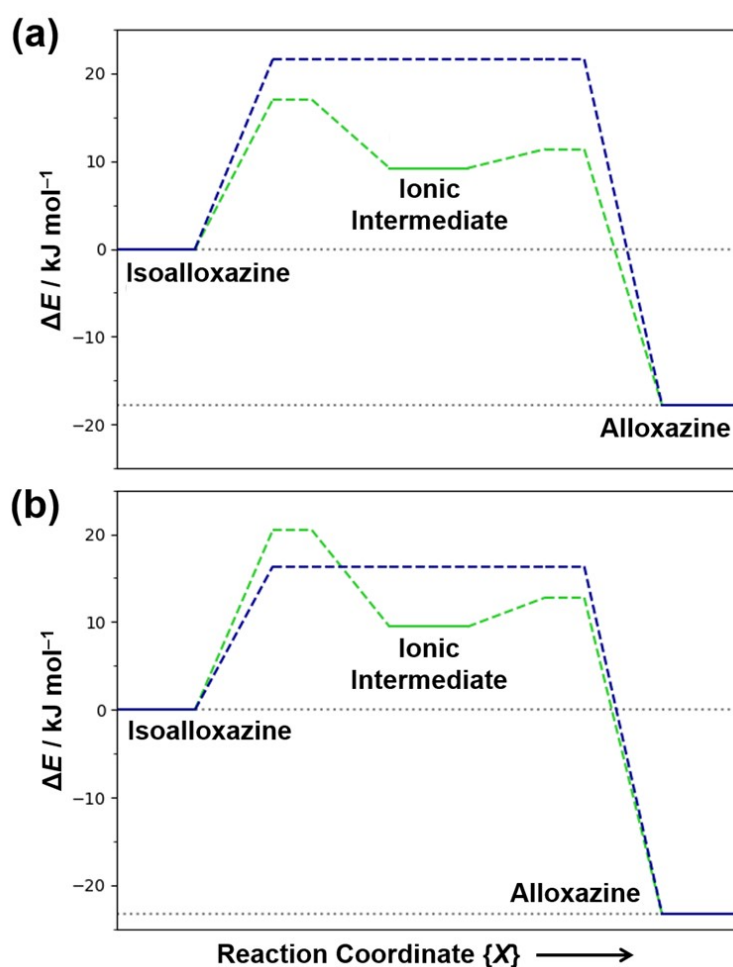 (a)
20
10
0
−10
−20
ΔE / kJ mol⁻¹
Ionic
Intermediate
Isoalloxazine
Alloxazine
(b)
20
10
0
−10
−20
ΔE / kJ mol⁻¹
Ionic
Intermediate
Isoalloxazine
Alloxazine
Reaction Coordinate {X} ⟶